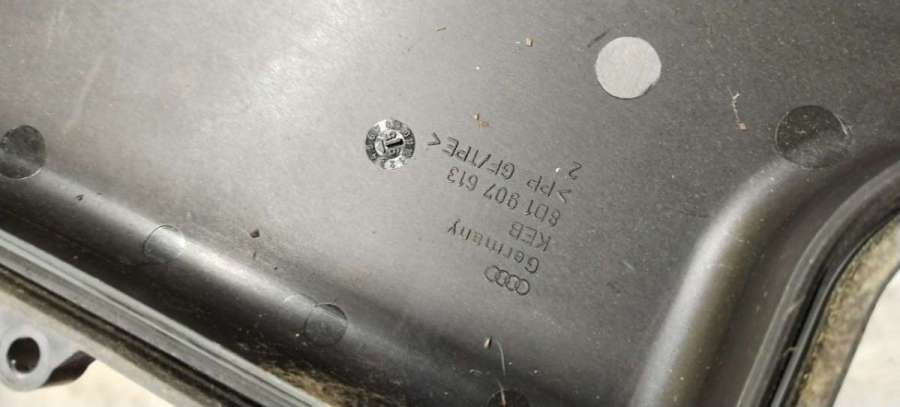 Germany
KEB
8D1 907 613
>PP GF/TPE<
2